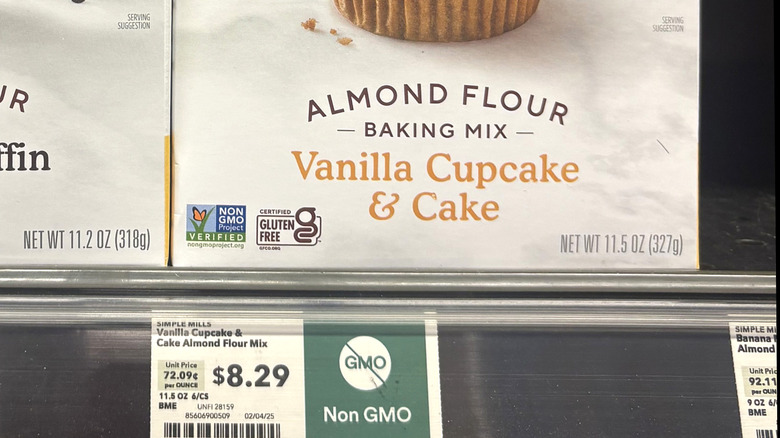 SERVING
SUGGESTION
SERVING
SUGGESTION
UR
ffin
NET WT 11.2 OZ (318g)
ALMOND FLOUR
— BAKING MIX —
Vanilla Cupcake
& Cake
NON
GMO
Project
VERIFIED
nongmoproject.org
CERTIFIED
GLUTEN
FREE
GFCO.ORG
NET WT 11.5 OZ (327g)
SIMPLE MILLS
Vanilla Cupcake &
Cake Almond Flour Mix
Unit Price
72.09¢
per OUNCE
$8.29
11.5 OZ 6/CS
BME
UNFI 28159
85606900509 02/04/25
GMO
Non GMO
SIMPLE MI
Banana
Almond
Unit Pric
92.11
per OU
9 OZ 6/
BME